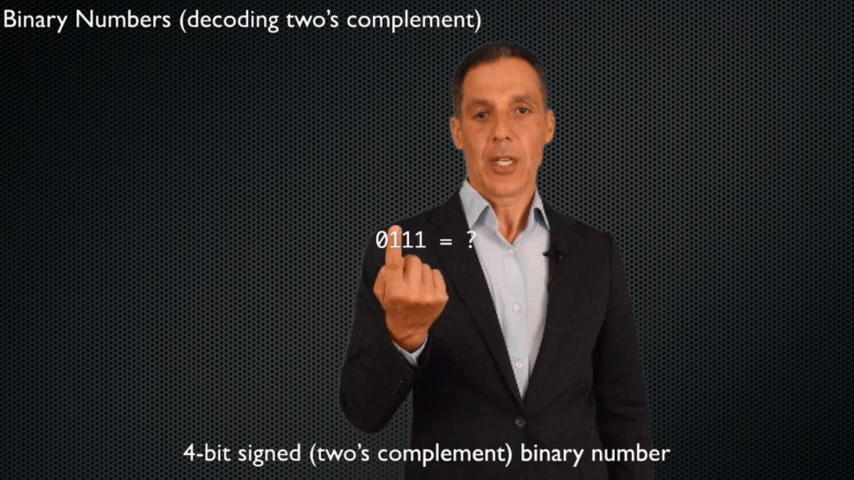 Binary Numbers (decoding two's complement)
0111 = ?
4-bit signed (two's complement) binary number